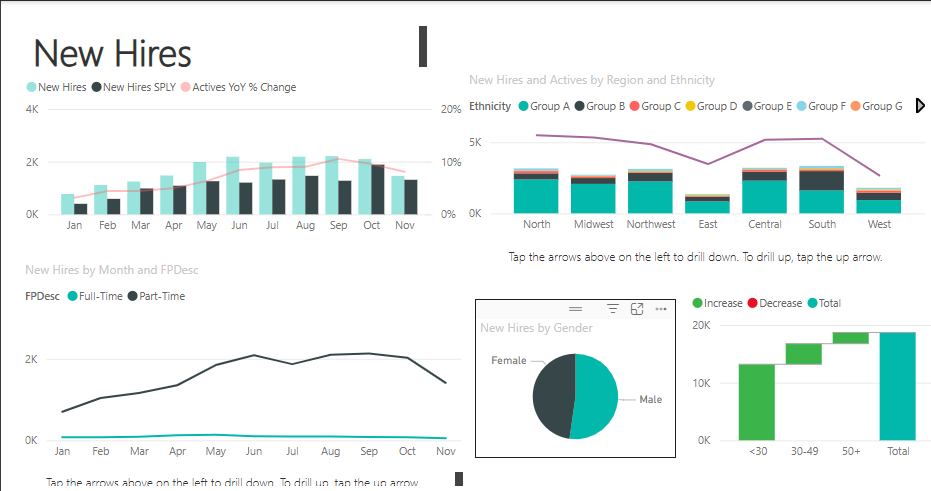 New Hires
New Hires New Hires SPLY Actives YoY % Change
4K 20%
2K 10%
0K 0%
Jan Feb Mar Apr May Jun July Aug Sep Oct Nov
New Hires and Actives by Region and Ethnicity
Ethnicity Group A Group B Group C Group D Group E Group F Group G
5K
0K
North Midwest Northwest East Central South West
Tap the arrows above on the left to drill down. To drill up, tap the up arrow.
New Hires by Month and FPDesc
FPDesc Full-Time Part-Time
2K
0K
Jan Feb Mar Apr May Jun Jul Aug Sep Oct Nov
Tap the arrows above on the left to drill down. To drill up, tap the up arrow
New Hires by Gender
Female
Male
Increase Decrease Total
20K
10K
0K
<30 30-49 50+ Total